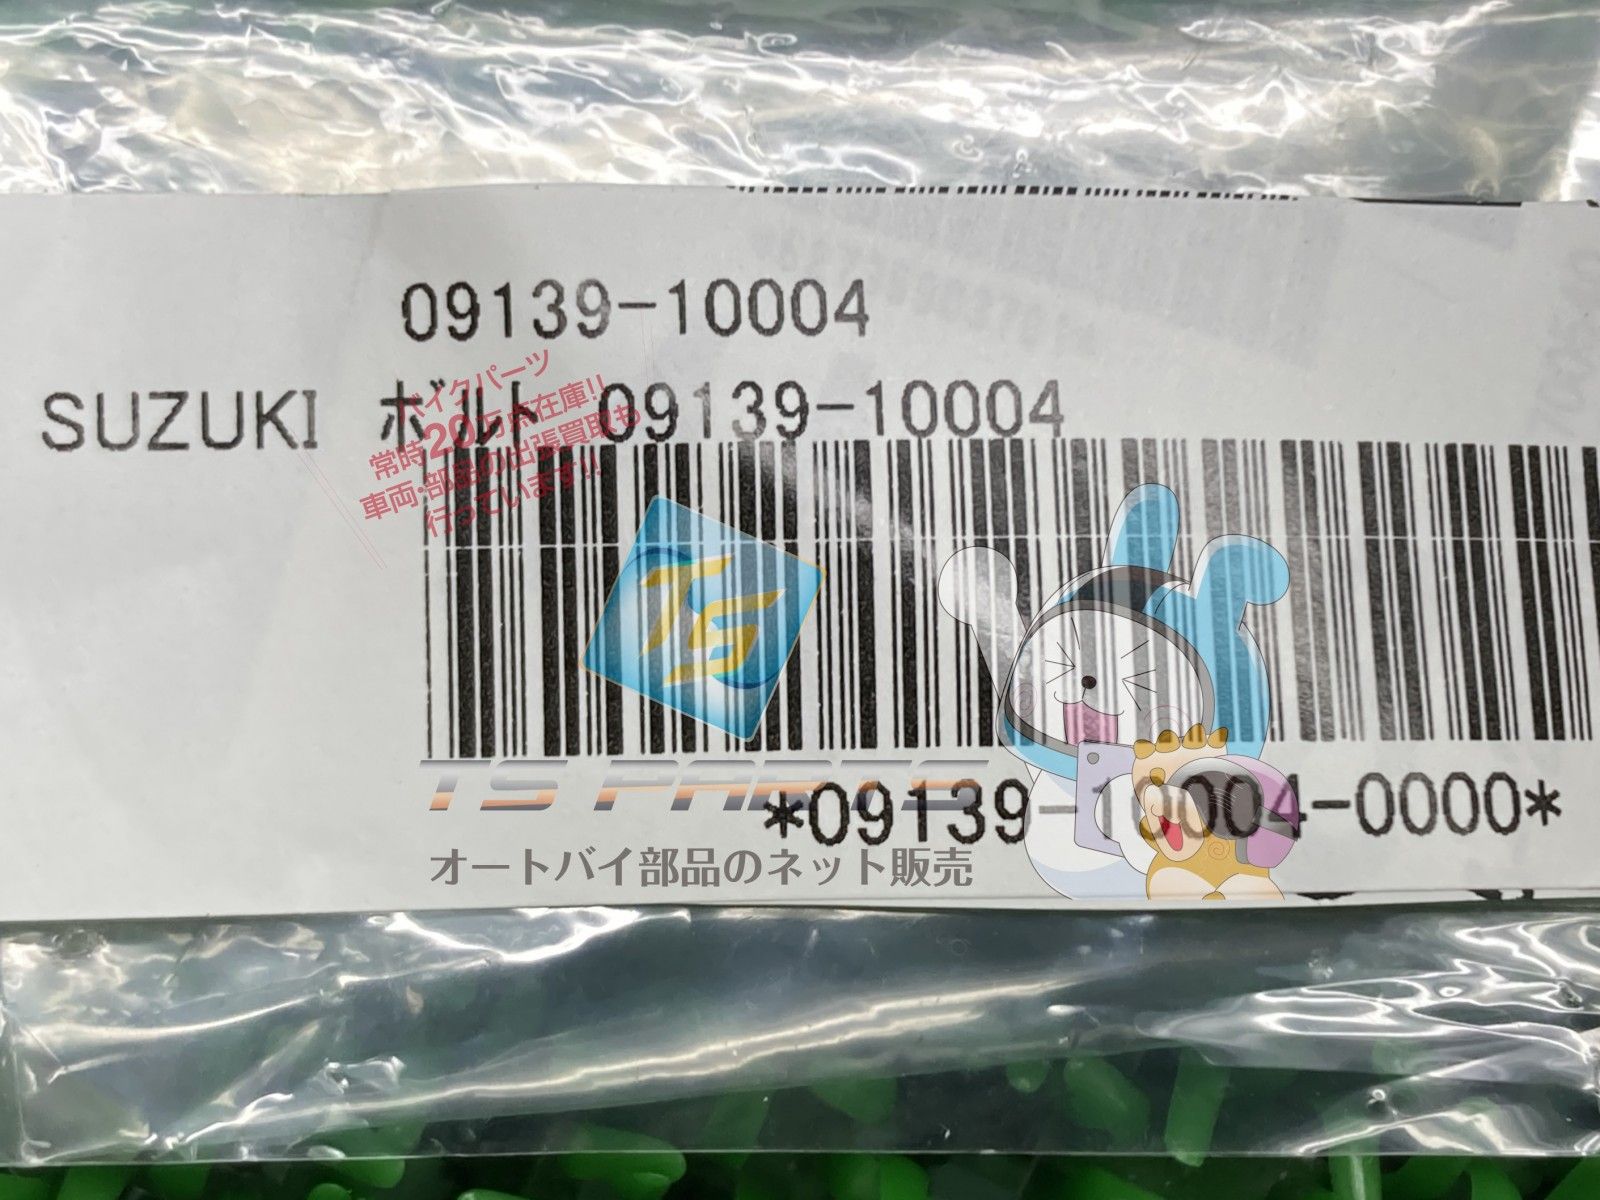 09139-10004
SUZUKI ボルト 09139-10004
バイクパーツ
常時20万点在庫!!
車両・部品の出張買取も
行っています!!
TS
TS PARTS
*09139-10004-0000*
オートバイ部品のネット販売